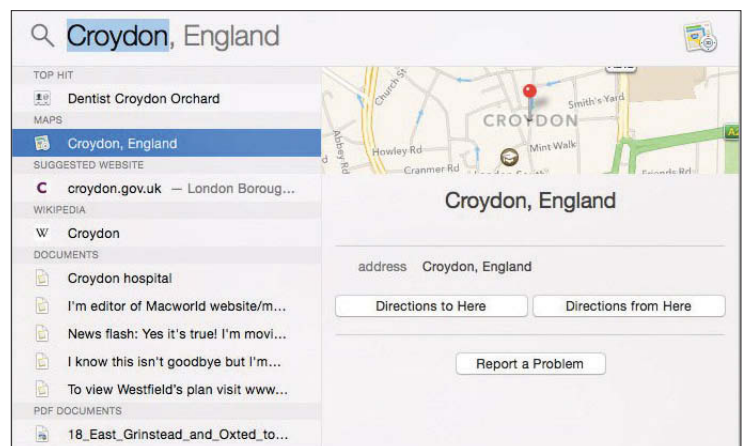 Croydon, England
TOP HIT
Dentist Croydon Orchard
MAPS
Croydon, England
SUGGESTED WEBSITE
croydon.gov.uk — London Boroug...
WIKIPEDIA
W Croydon
DOCUMENTS
Croydon hospital
I'm editor of Macworld website/m...
News flash: Yes it's true! I'm movi...
I know this isn't goodbye but I'm...
To view Westfield's plan visit www...
PDF DOCUMENTS
18_East_Grinstead_and_Oxted_to...
Church St
Smith's Yard
CROYDON
Abbey Rd
Howley Rd
Mint Walk
Cranmer Rd
Friends Rd
Croydon, England
address Croydon, England
Directions to Here
Directions from Here
Report a Problem